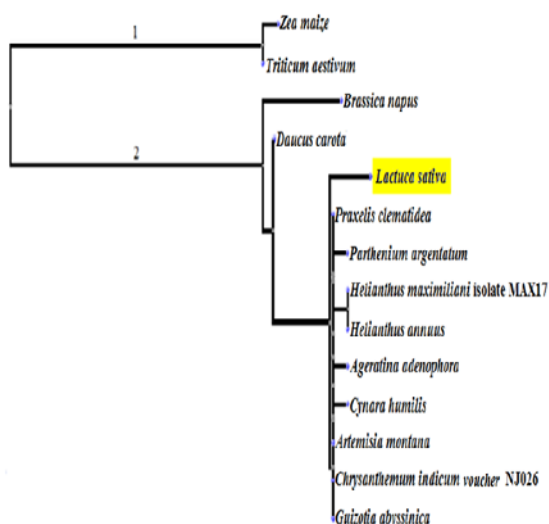 1
Zea maize
Triticum aestivum
Brassica napus
2
Daucus carota
Lactuca sativa
Praxelis clematidea
Parthenium argentatum
Helianthus maximiliani isolate MAX17
Helianthus annuus
Ageratina adenophora
Cynara humilis
Artemisia montana
Chrysanthemum indicum voucher NJ026
Guizotia abyssinica